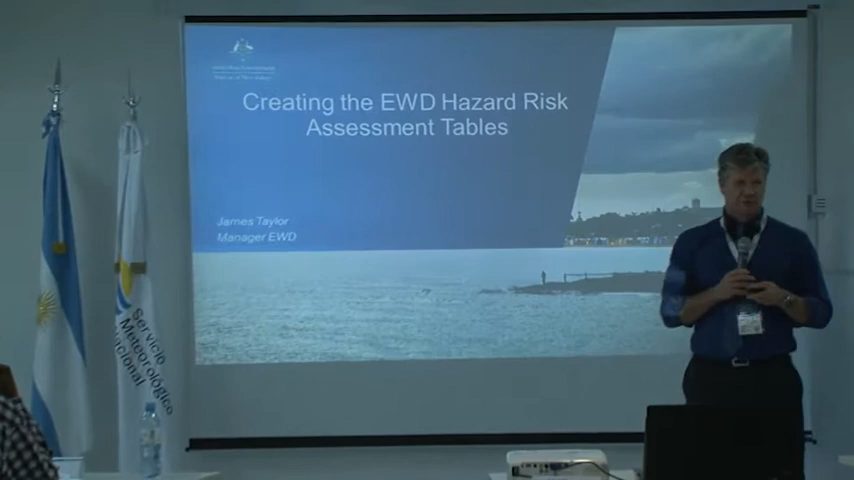 Creating the EWD Hazard Risk
Assessment Tables
James Taylor
Manager EWD
Servicio
Meteorológico
Nacional